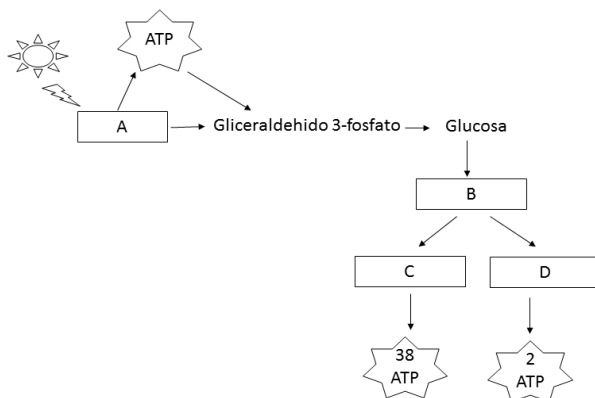 ATP
A
Gliceraldehido 3-fosfato
Glucosa
B
C
D
38
ATP
2
ATP